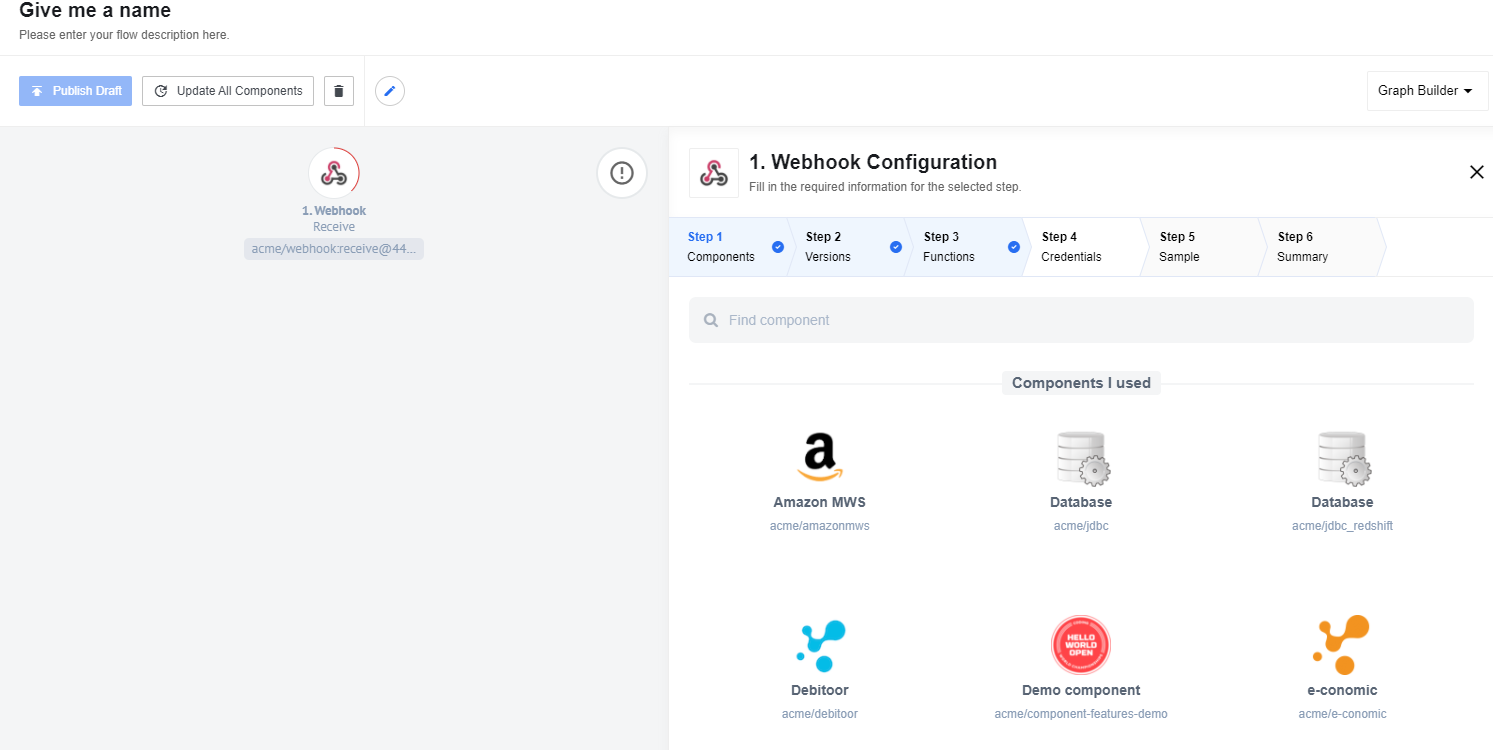 Give me a name
Please enter your flow description here.
Publish Draft
Update All Components
Graph Builder
1. Webhook
Receive
acme/webhook:receive@44...
1. Webhook Configuration
Fill in the required information for the selected step.
Step 1
Components
Step 2
Versions
Step 3
Functions
Step 4
Credentials
Step 5
Sample
Step 6
Summary
Find component
Components I used
a
Amazon MWS
acme/amazonmws
Database
acme/jdbc
Database
acme/jdbc_redshift
Debitoor
acme/debitoor
HELLO
WORLD
OPEN
Demo component
acme/component-features-demo
e-conomic
acme/e-conomic